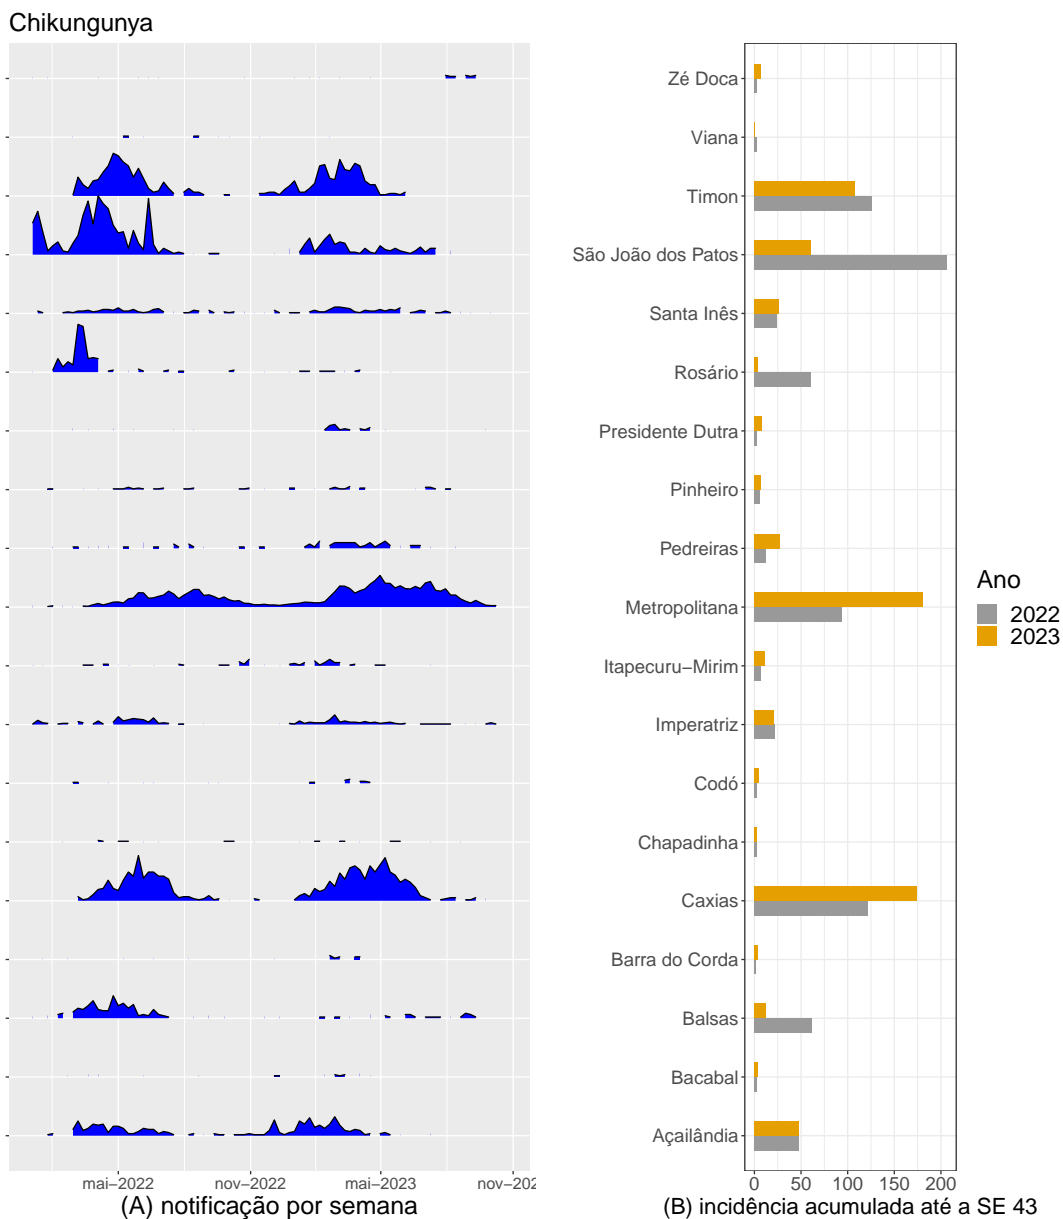 Chikungunya
Zé Doca
Viana
Timon
São João dos Patos
Santa Inês
Rosário
Presidente Dutra
Pinheiro
Pedreiras
Metropolitana
Itapecuru−Mirim
Imperatriz
Codó
Chapadinha
Caxias
Barra do Corda
Balsas
Bacabal
Açailândia
Ano
2022
2023
mai−2022 nov−2022 mai−2023 nov−202
0 50 100 150 200
(A) notificação por semana
(B) incidência acumulada até a SE 43